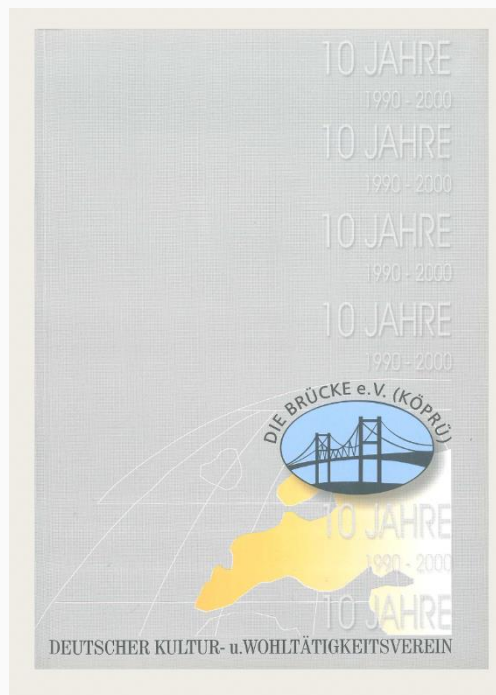 10 JAHRE
1990 - 2000
10 JAHRE
1990 - 2000
10 JAHRE
1990 - 2000
10 JAHRE
1990 - 2000
DIE BRÜCKE e.V. (KÖPRÜ)
10 JAHRE
1990 - 2000
10 JAHRE
DEUTSCHER KULTUR- u.WOHLTÄTIGKEITSVEREIN